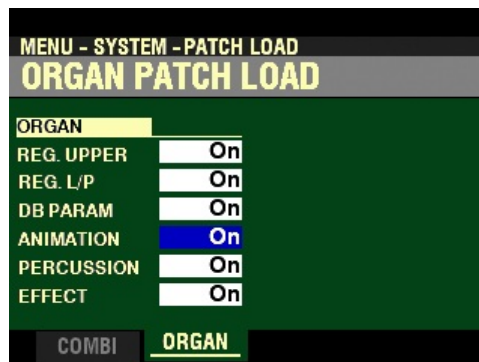 MENU - SYSTEM - PATCH LOAD
ORGAN PATCH LOAD
ORGAN
REG. UPPER On
REG. L/P On
DB PARAM On
ANIMATION On
PERCUSSION On
EFFECT On
COMBI ORGAN